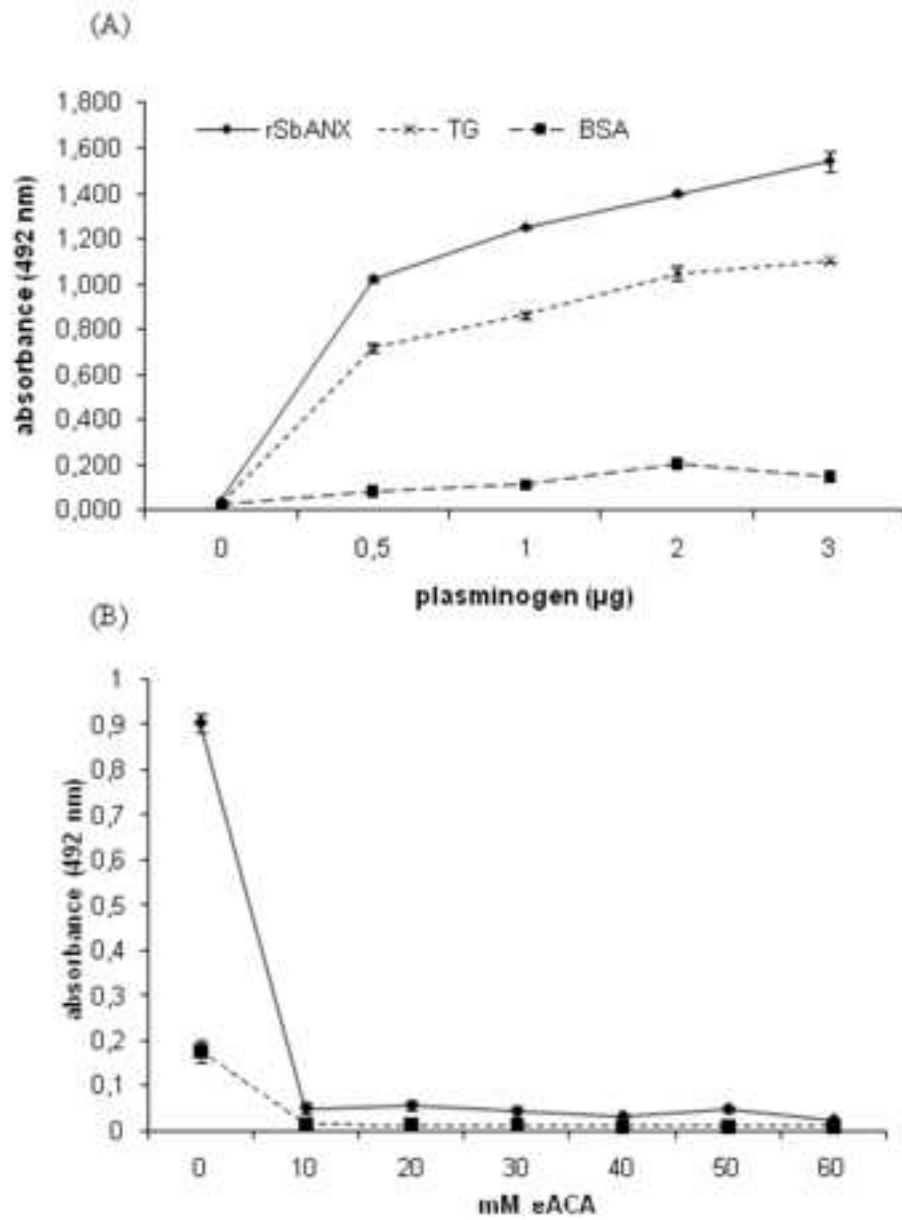 (A)
1,800
1,600
1,400
1,200
1,000
0,800
0,600
0,400
0,200
0,000
absorbance (492 nm)
rSbANX TG BSA
0 0,5 1 2 3
plasminogen (µg)
(B)
1
0,9
0,8
0,7
0,6
0,5
0,4
0,3
0,2
0,1
0
absorbance (492 nm)
0 10 20 30 40 50 60
mM εACA